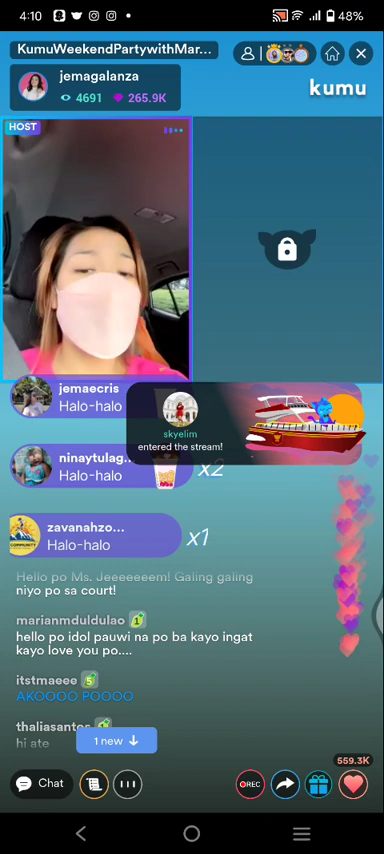 4:10
48%
KumuWeekendPartywithMar...
jemagalanza
4691 265.9K
kumu
HOST
jemaecris
Halo-halo
skyelim
entered the stream!
ninaytulag...
x2
zavanahzo...
Halo-halo
x1
COMMUNITY
Hello po Ms. Jeeeeeeem! Galing galing
niyo po sa court!
marianmduldulao 1
hello po idol pauwi na po ba kayo ingat
kayo love you po....
itstmaeee 5
AKOOOO POOOO
thaliasantos
hi ate
1 new
559.3K
Chat
REC